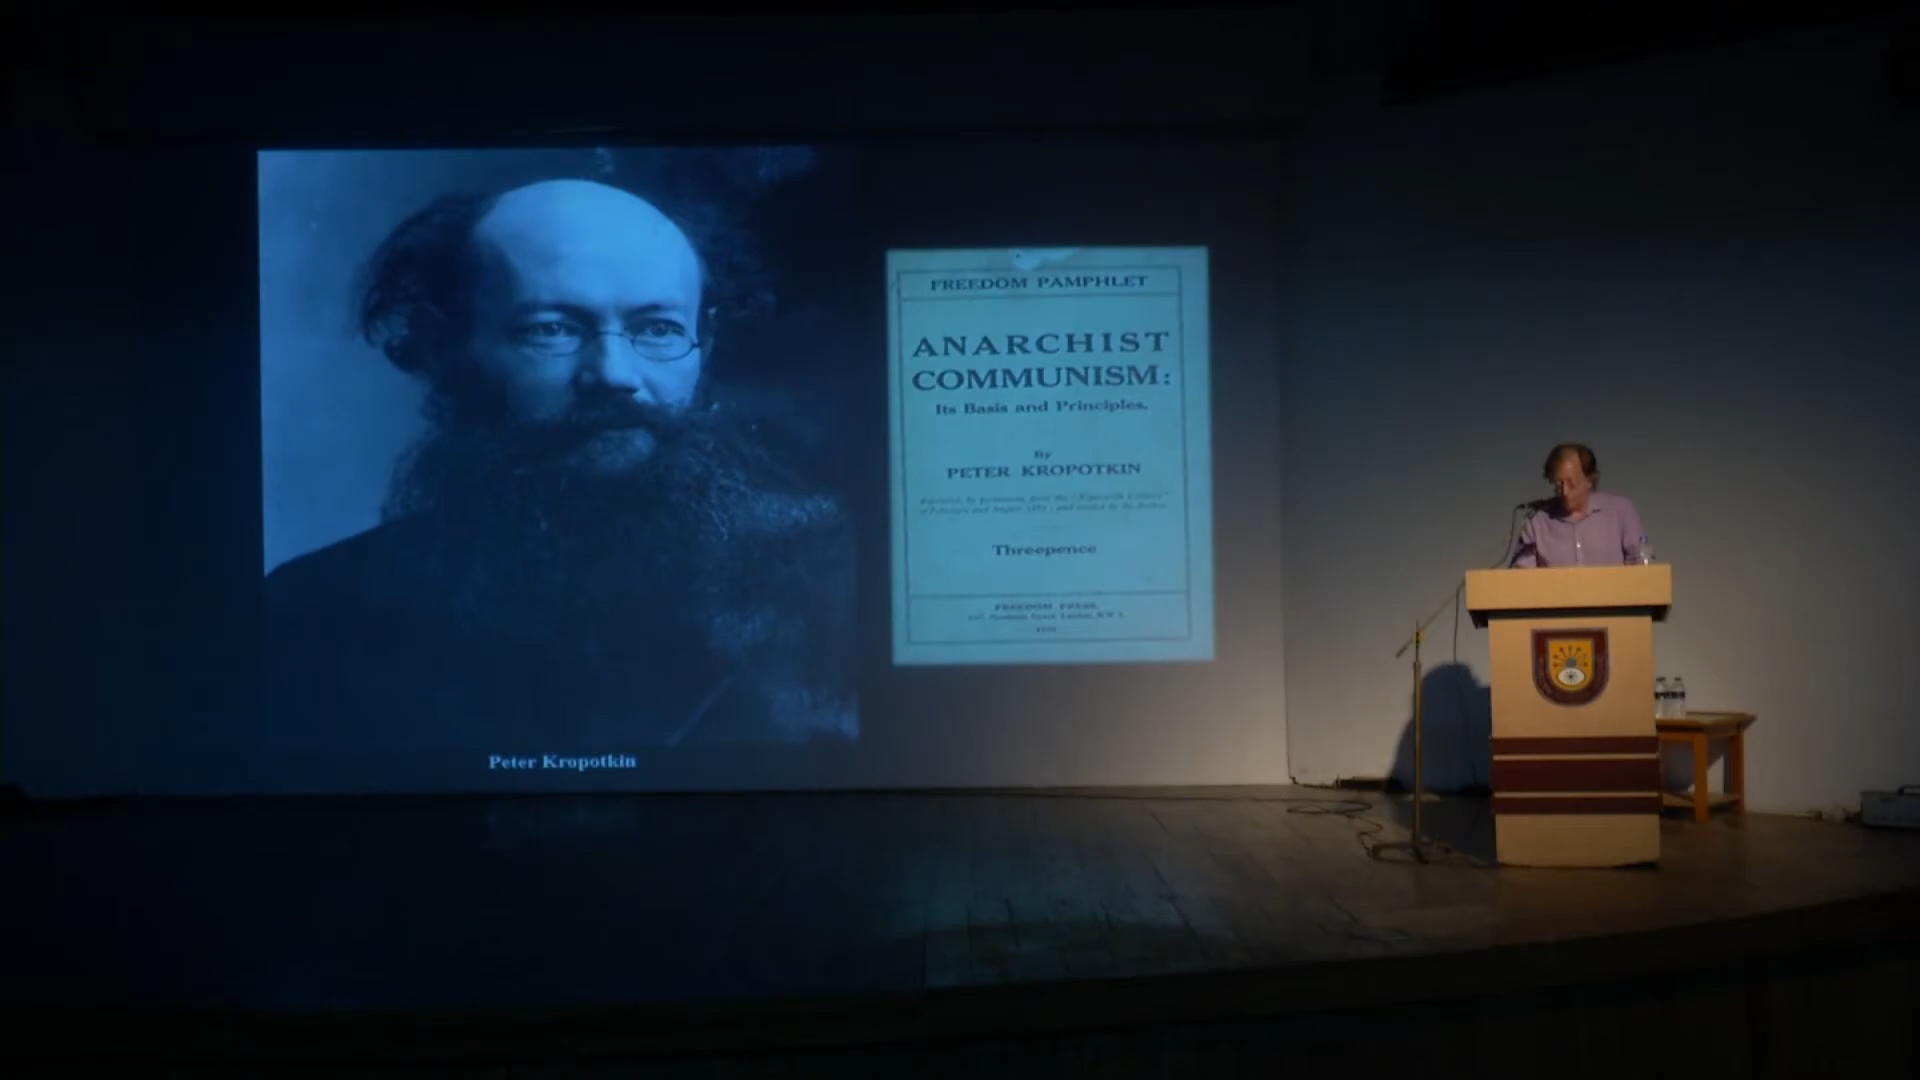 FREEDOM PAMPHLET
ANARCHIST
COMMUNISM:
Its Basis and Principles.
By
PETER KROPOTKIN
Threepence
FREEDOM PRESS,
Peter Kropotkin